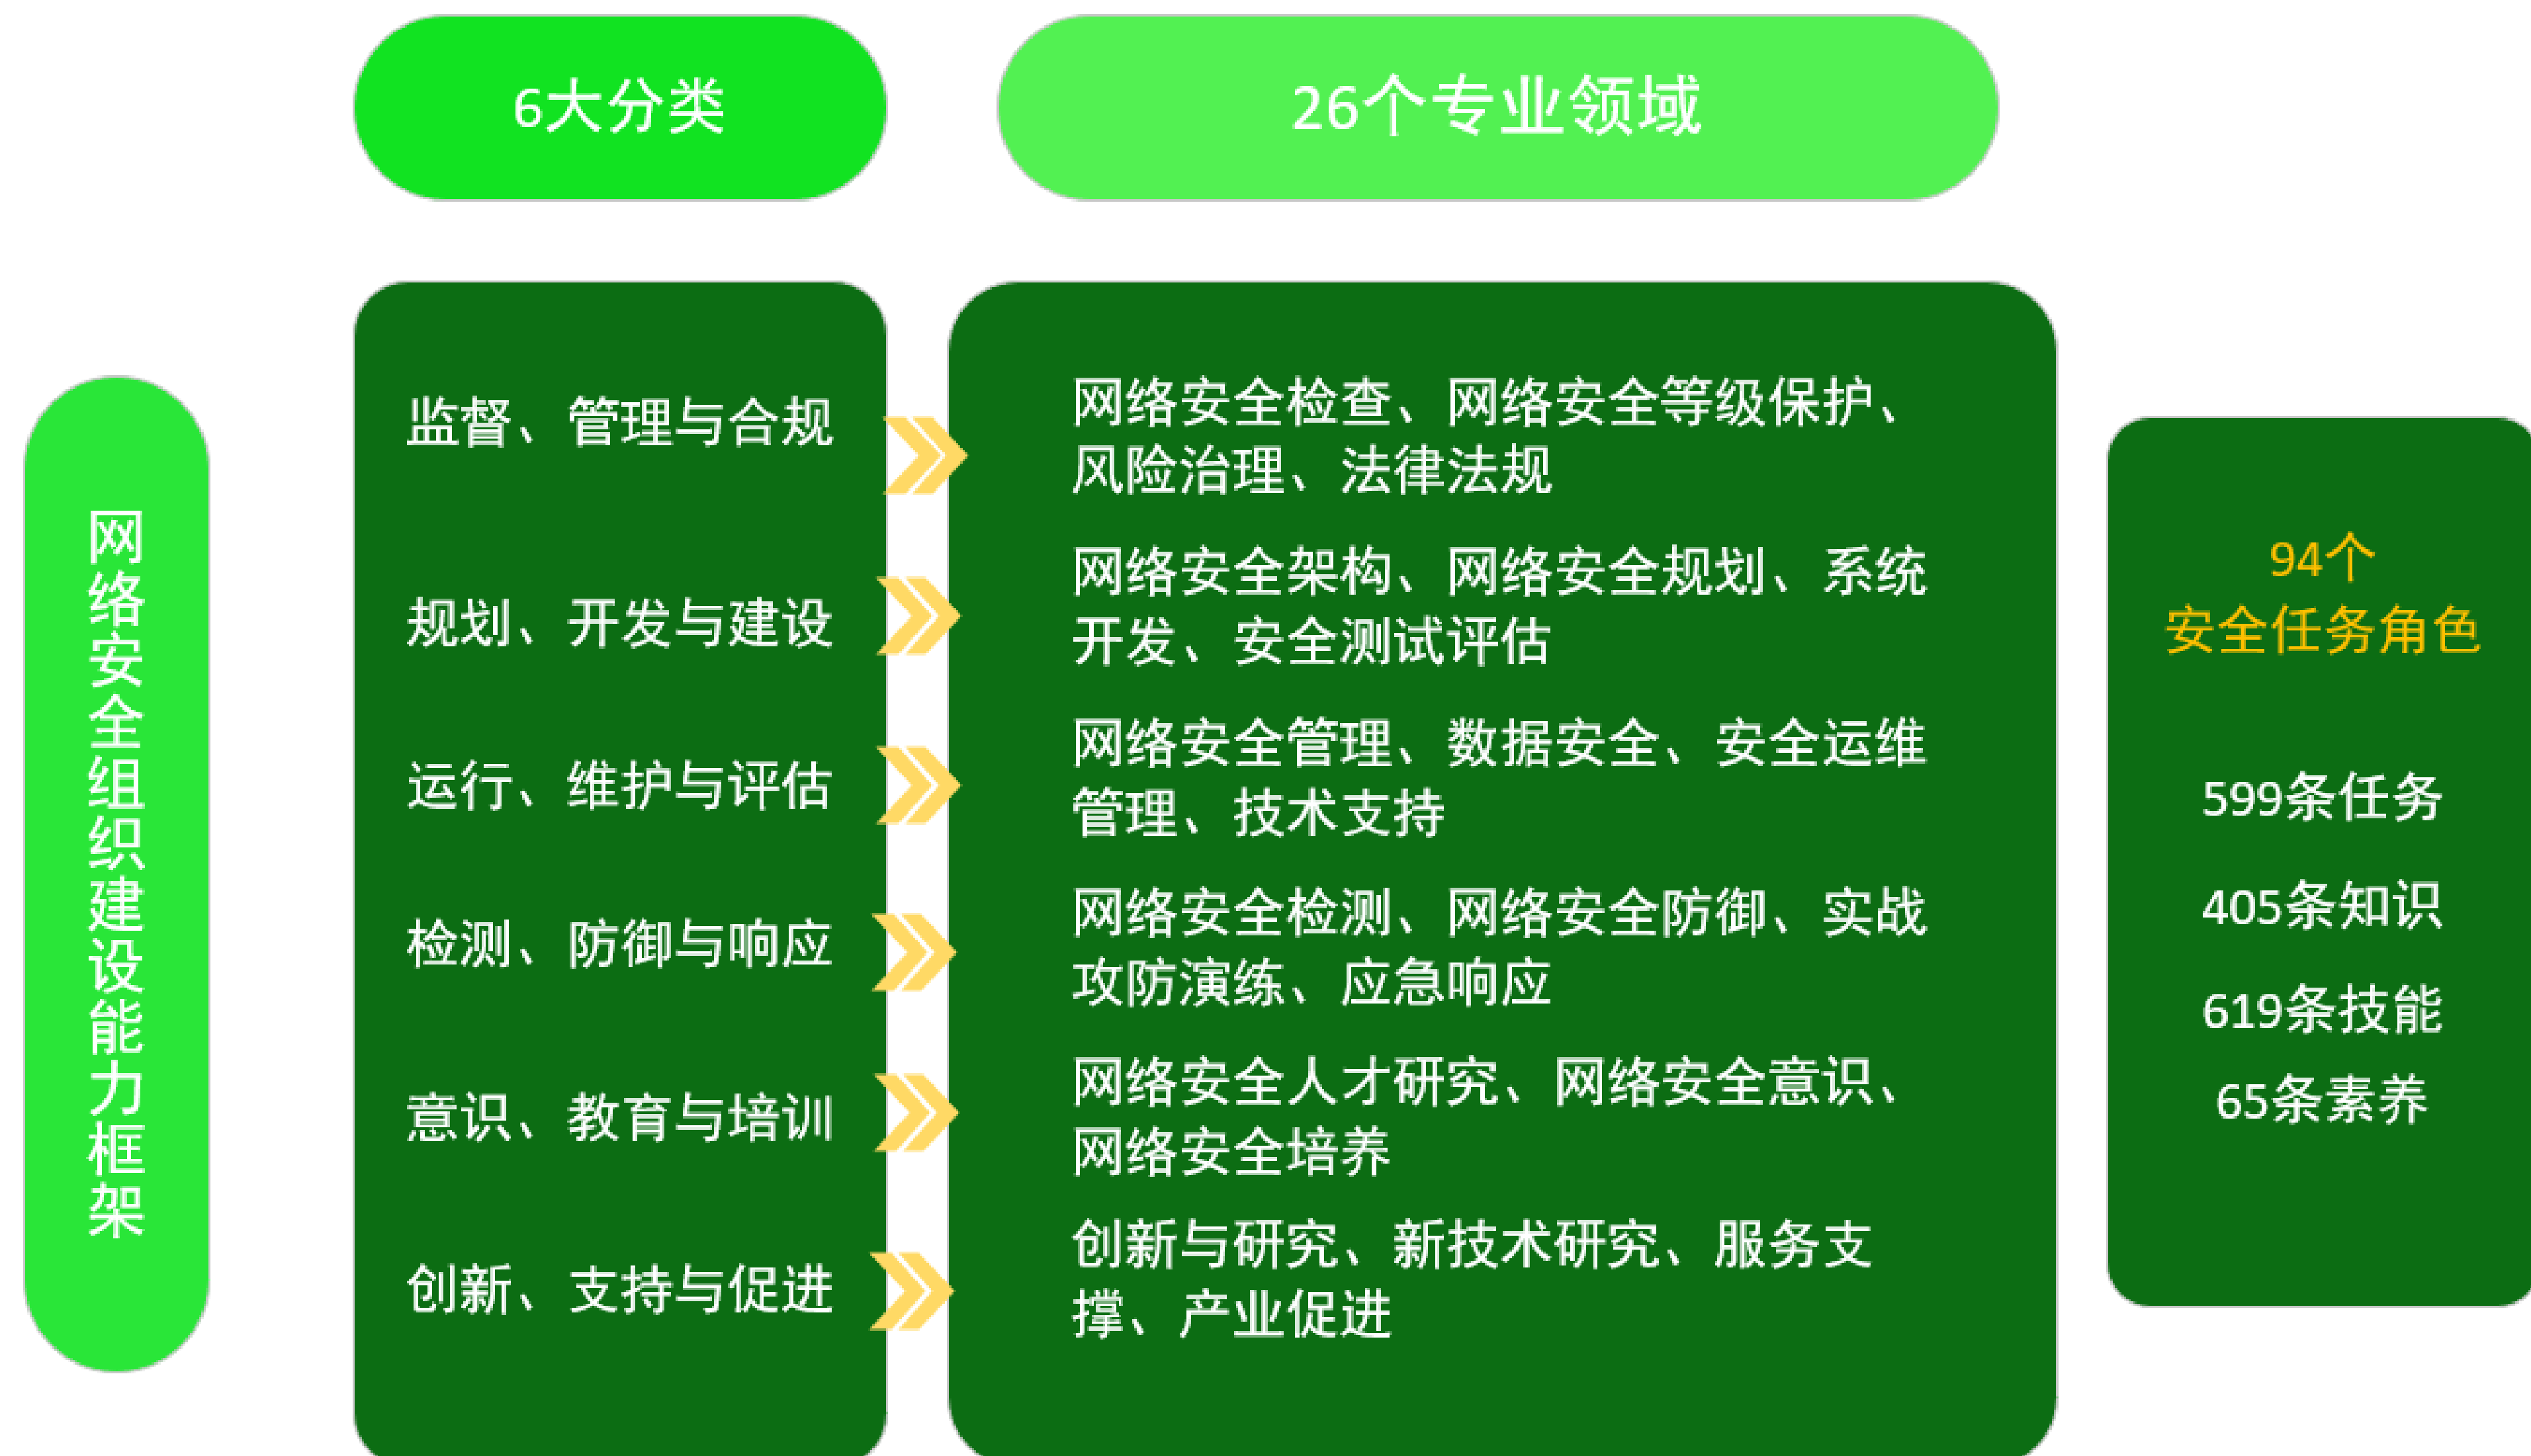 6大分类
26个专业领域
网络安全组织建设能力框架
监督、管理与合规
网络安全检查、网络安全等级保护、
风险治理、法律法规
规划、开发与建设
网络安全架构、网络安全规划、系统
开发、安全测试评估
运行、维护与评估
网络安全管理、数据安全、安全运维
管理、技术支持
检测、防御与响应
网络安全检测、网络安全防御、实战
攻防演练、应急响应
意识、教育与培训
网络安全人才研究、网络安全意识、
网络安全培养
创新、支持与促进
创新与研究、新技术研究、服务支
撑、产业促进
94个
安全任务角色
599条任务
405条知识
619条技能
65条素养